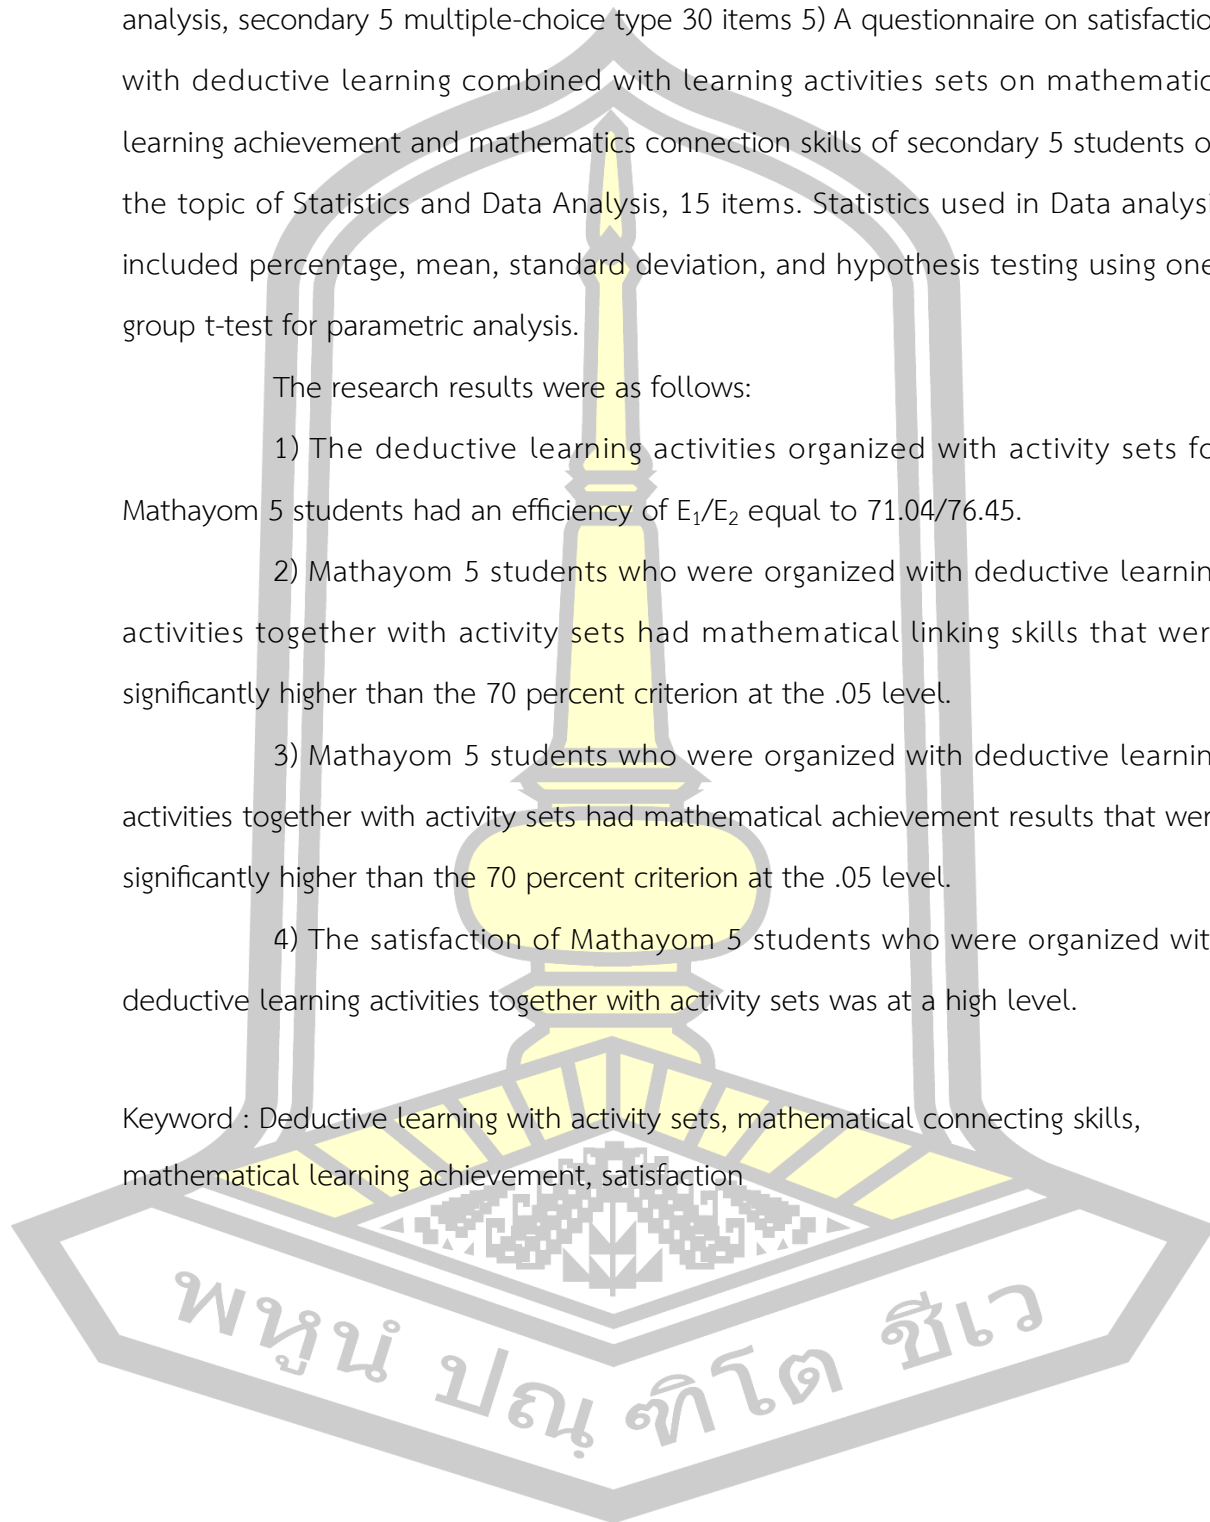 analysis, secondary 5 multiple-choice type 30 items 5) A questionnaire on satisfactio
with deductive learning combined with learning activities sets on mathematic
learning achievement and mathematics connection skills of secondary 5 students o
the topic of Statistics and Data Analysis, 15 items. Statistics used in Data analysi
included percentage, mean, standard deviation, and hypothesis testing using one
group t-test for parametric analysis.
The research results were as follows:
1) The deductive learning activities organized with activity sets fo
Mathayom 5 students had an efficiency of E₁/E₂ equal to 71.04/76.45.
2) Mathayom 5 students who were organized with deductive learnin
activities together with activity sets had mathematical linking skills that wer
significantly higher than the 70 percent criterion at the .05 level.
3) Mathayom 5 students who were organized with deductive learnin
activities together with activity sets had mathematical achievement results that wer
significantly higher than the 70 percent criterion at the .05 level.
4) The satisfaction of Mathayom 5 students who were organized wit
deductive learning activities together with activity sets was at a high level.
Keyword : Deductive learning with activity sets, mathematical connecting skills,
mathematical learning achievement, satisfaction
พหูนํ ปณฺฑิโต ชีเว